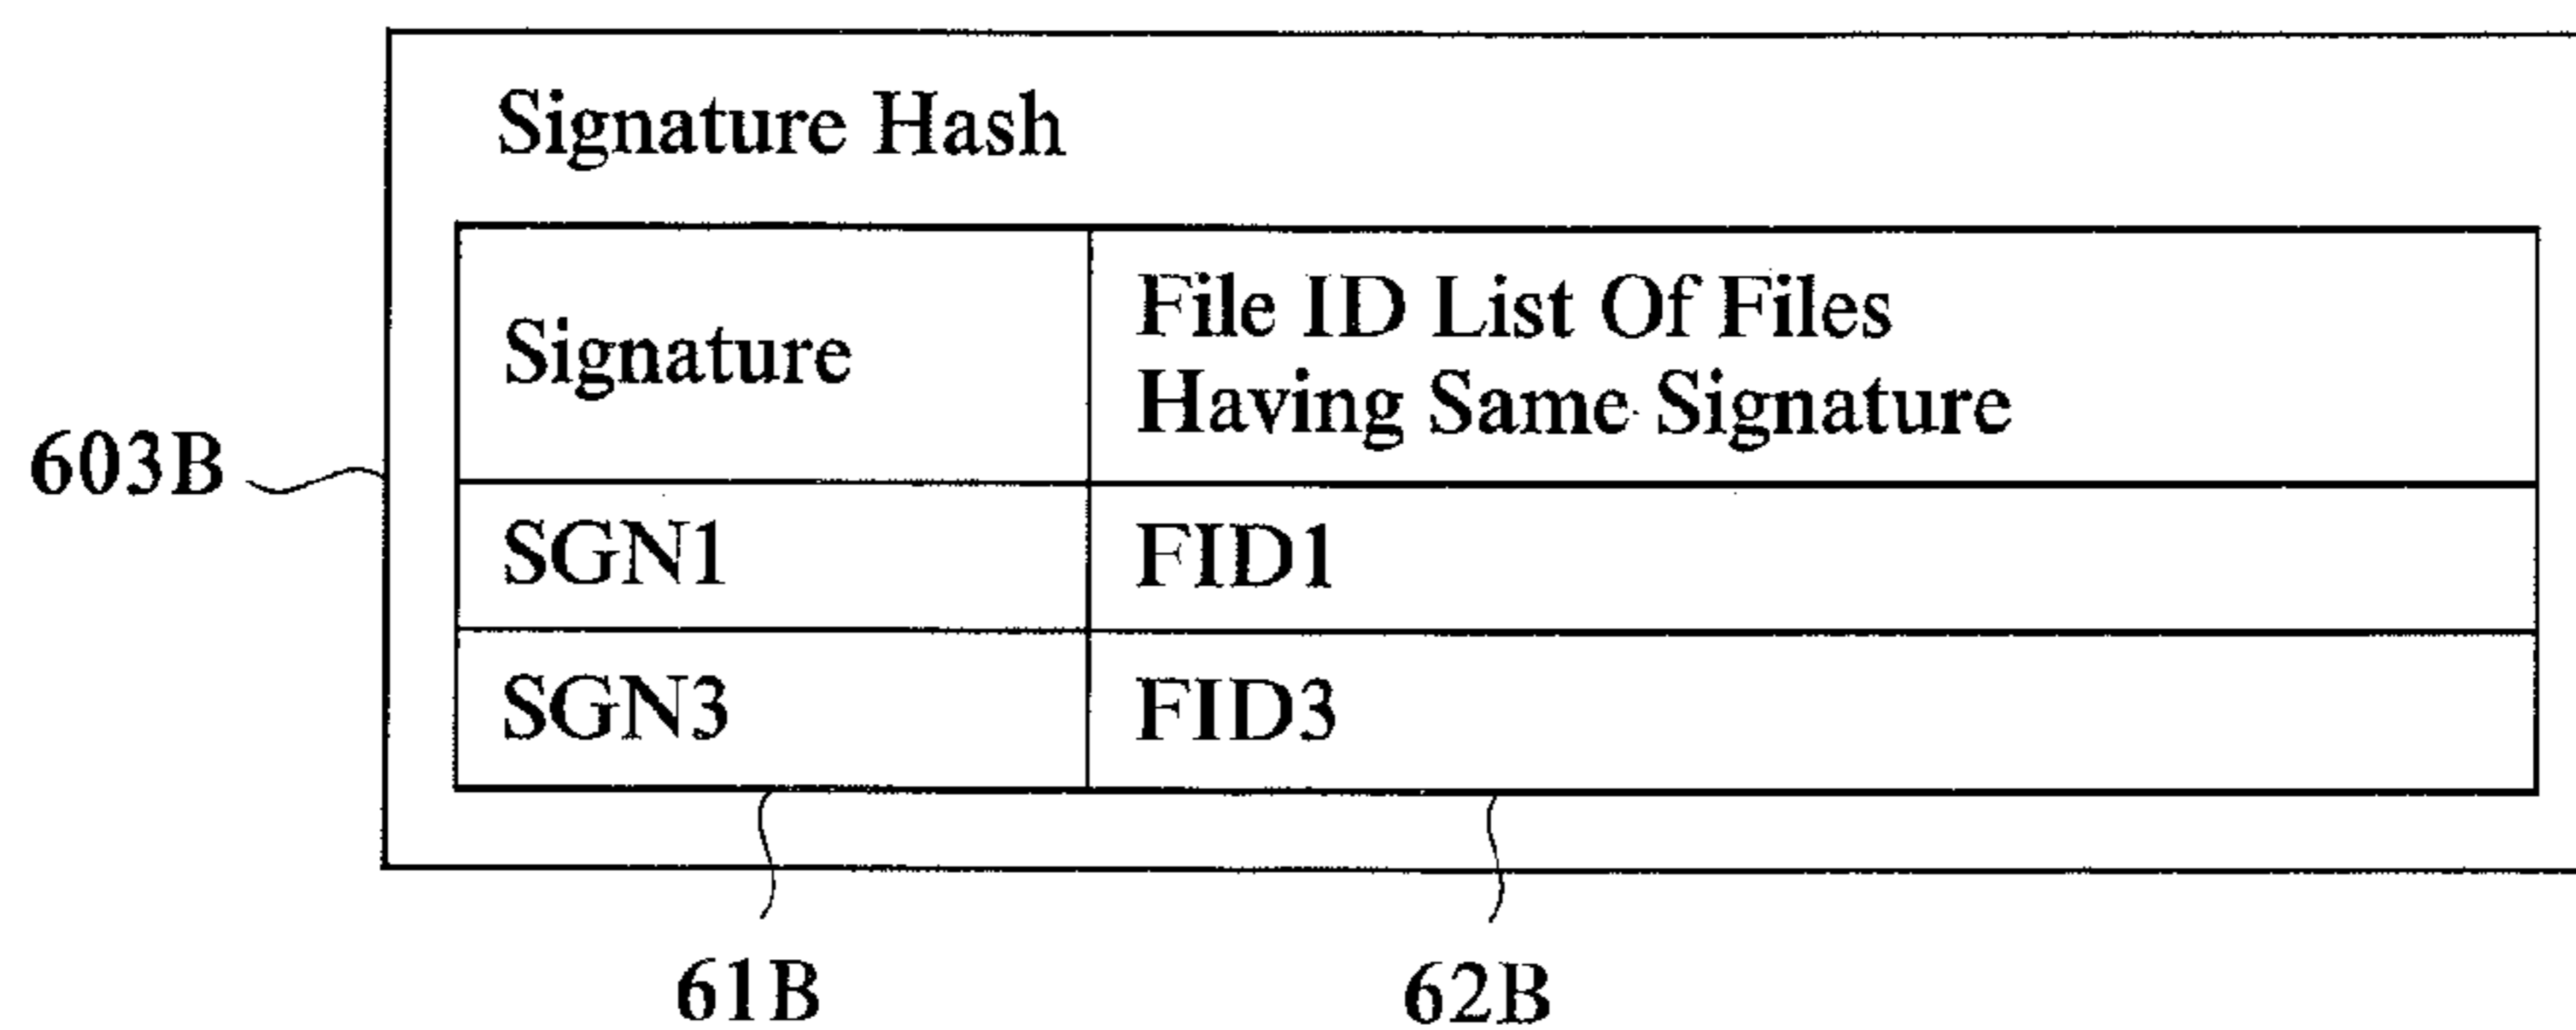 Signature Hash
Signature
File ID List Of Files
Having Same Signature
603B
SGN1
FID1
SGN3
FID3
61B
62B